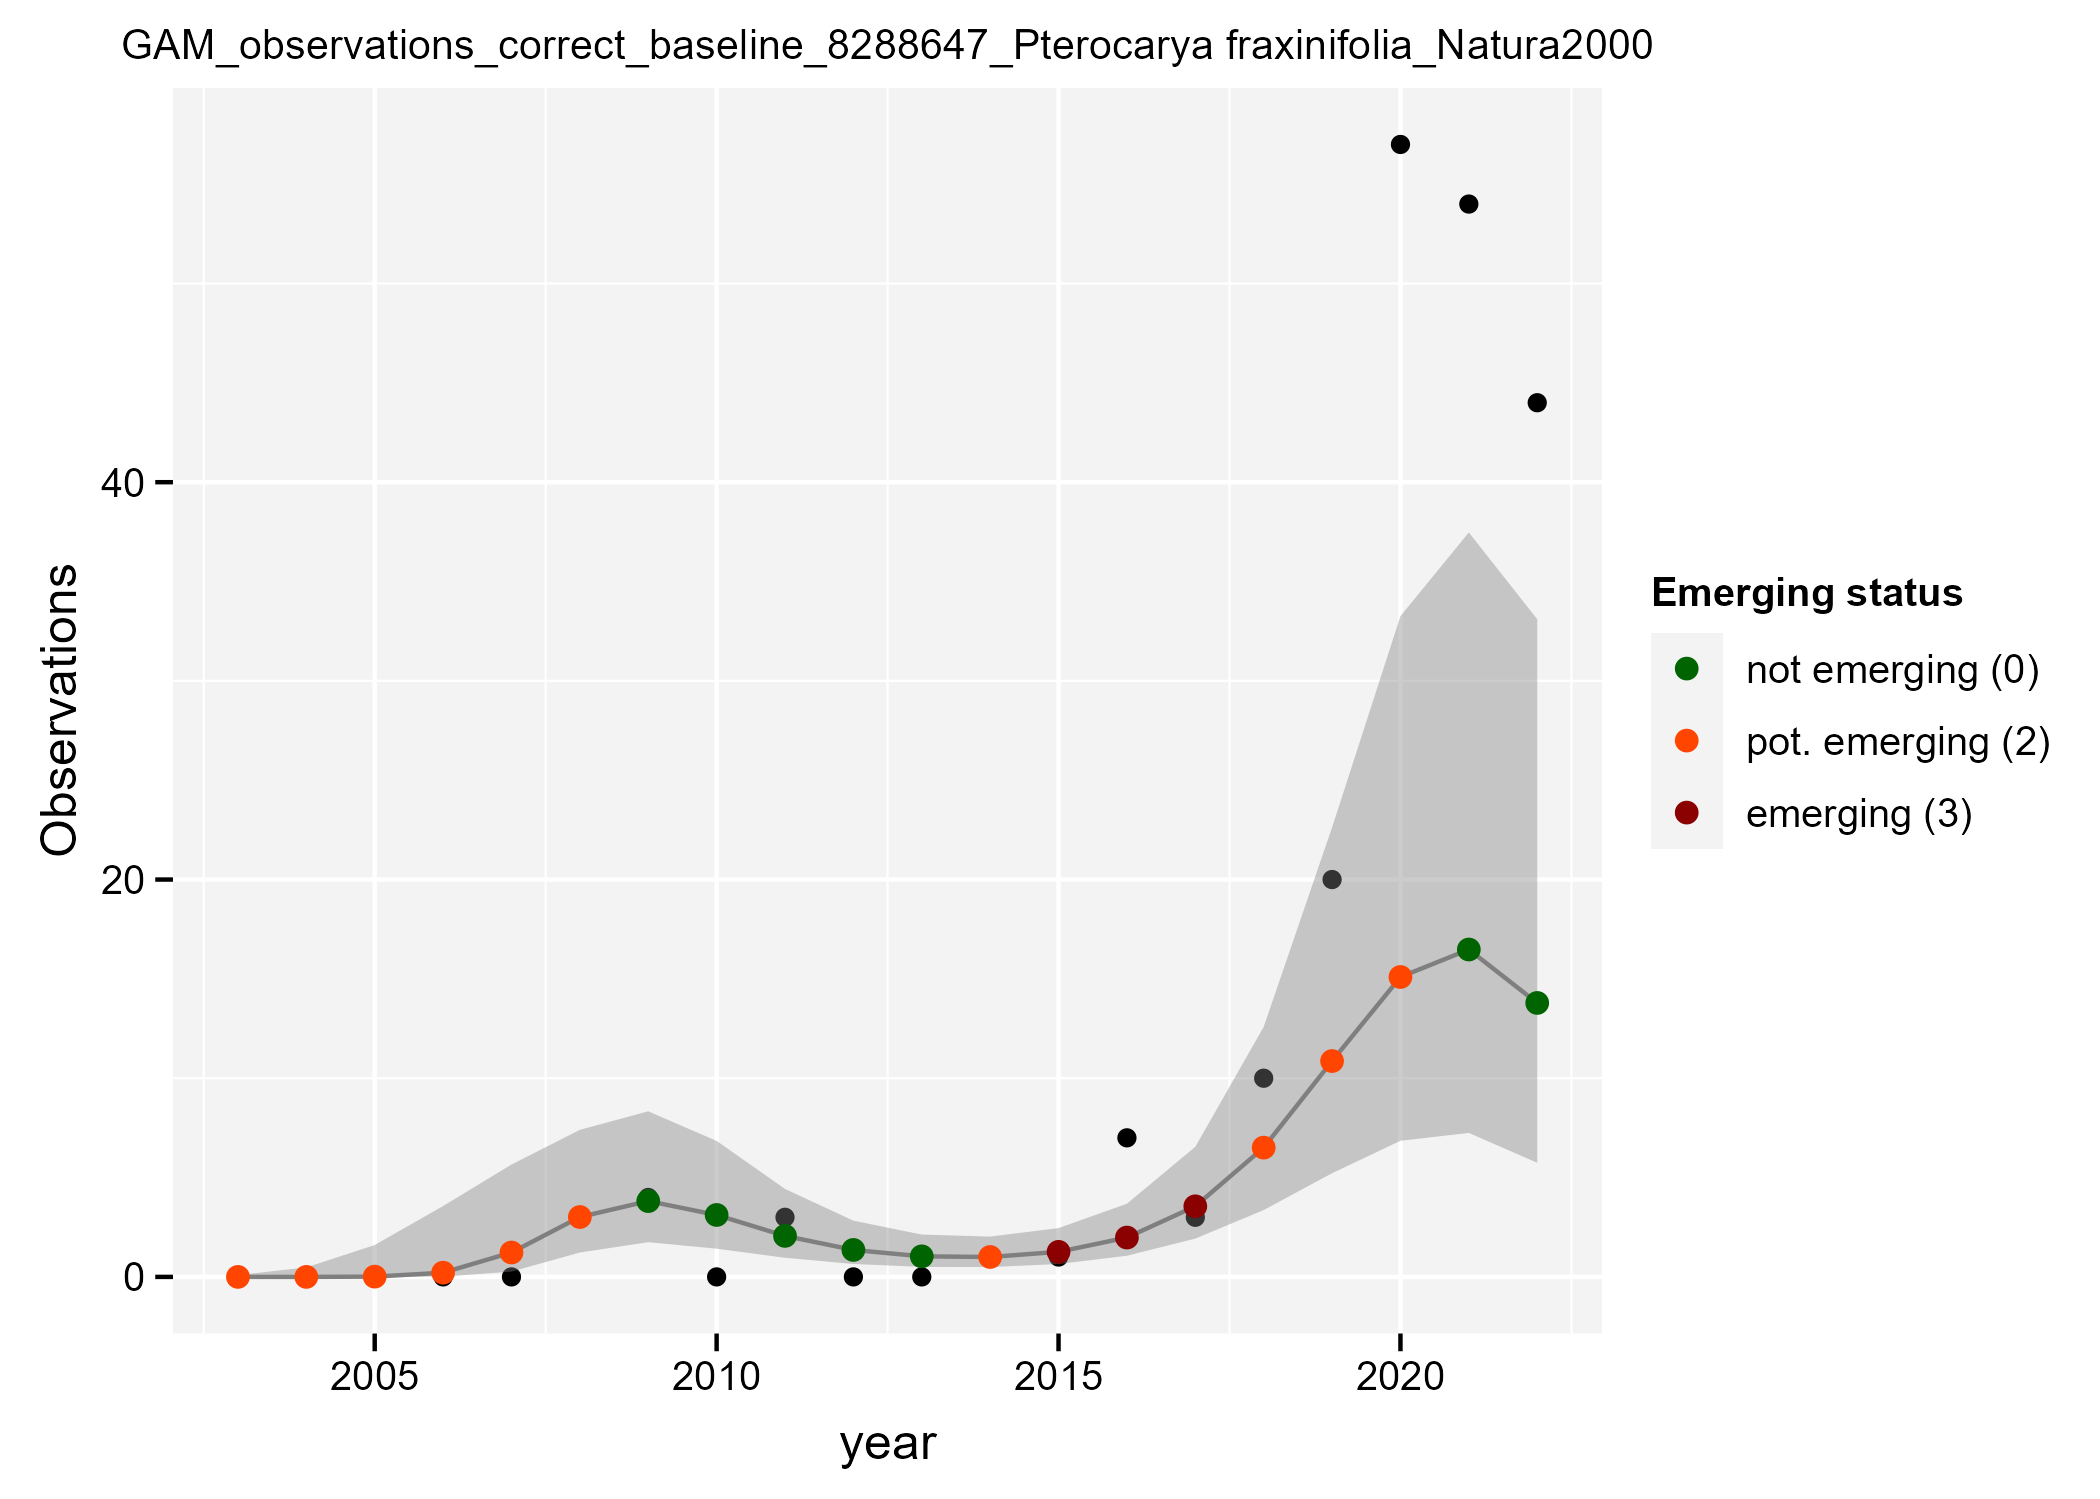 GAM_observations_correct_baseline_8288647_Pterocarya fraxinifolia_Natura2000
Observations
40
20
0
2005
2010
2015
2020
year
Emerging status
not emerging (0)
pot. emerging (2)
emerging (3)